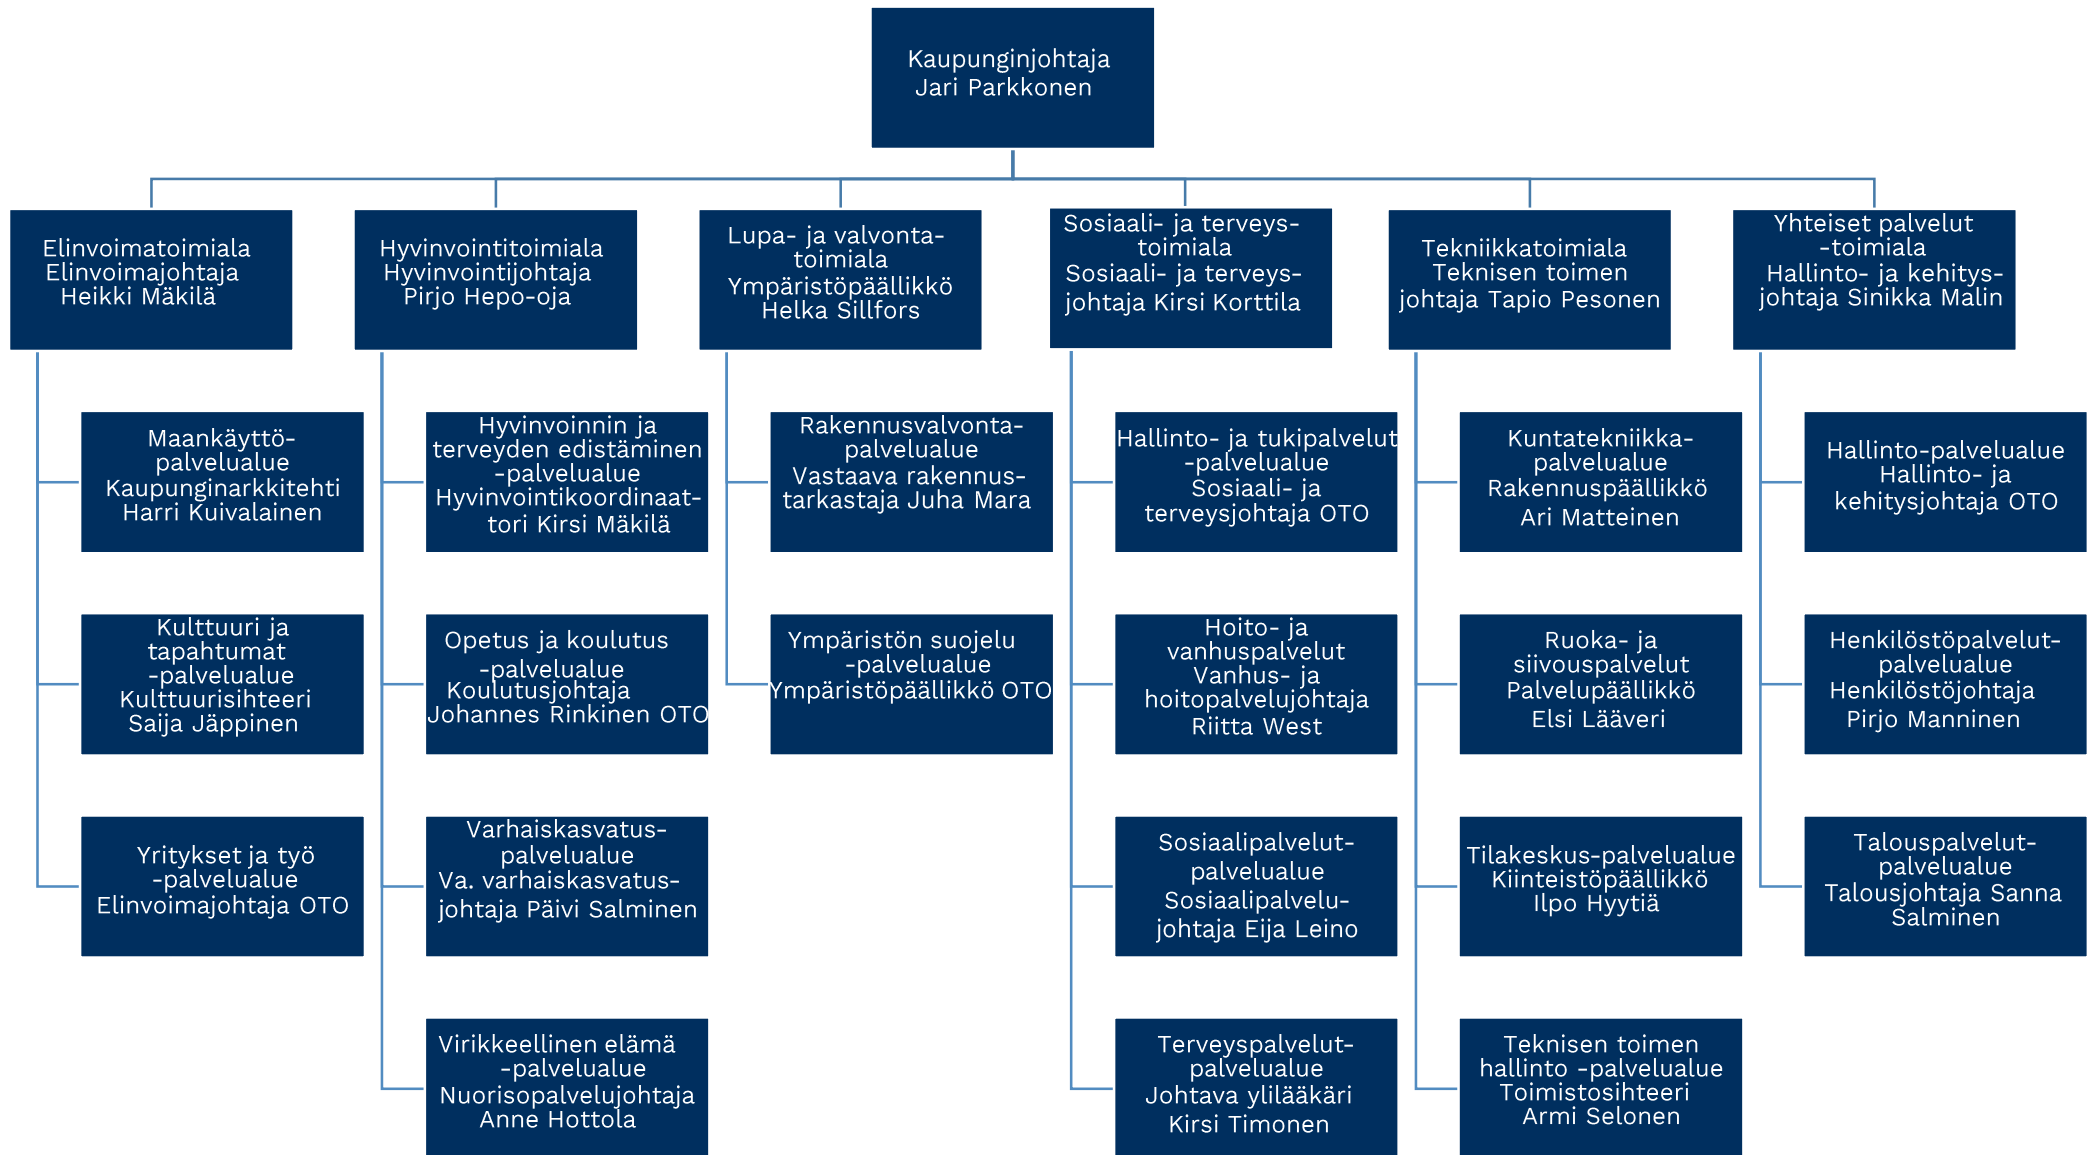 Kaupunginjohtaja
Jari Parkkonen
Elinvoimatoimiala
Elinvoimajohtaja
Heikki Mäkilä
Hyvinvointitoimiala
Hyvinvointijohtaja
Pirjo Hepo-oja
Lupa- ja valvonta-
toimiala
Ympäristöpäällikkö
Helka Sillfors
Sosiaali- ja terveys-
toimiala
Sosiaali- ja terveys-
johtaja Kirsi Korttila
Tekniikkatoimiala
Teknisen toimen
johtaja Tapio Pesonen
Yhteiset palvelut
-toimiala
Hallinto- ja kehitys-
johtaja Sinikka Malin
Maankäyttö-
palvelualue
Kaupunginarkkitehti
Harri Kuivalainen
Kulttuuri ja
tapahtumat
-palvelualue
Kulttuurisihteeri
Saija Jäppinen
Yritykset ja työ
-palvelualue
Elinvoimajohtaja OTO
Hyvinvoinnin ja
terveyden edistäminen
-palvelualue
Hyvinvointikoordinaat-
tori Kirsi Mäkilä
Opetus ja koulutus
-palvelualue
Koulutusjohtaja
Johannes Rinkinen OTO
Varhaiskasvatus-
palvelualue
Va. varhaiskasvatus-
johtaja Päivi Salminen
Virikkeellinen elämä
-palvelualue
Nuorisopalvelujohtaja
Anne Hottola
Rakennusvalvonta-
palvelualue
Vastaava rakennus-
tarkastaja Juha Mara
Ympäristön suojelu
-palvelualue
Ympäristöpäällikkö OTO
Hallinto- ja tukipalvelut
-palvelualue
Sosiaali- ja
terveysjohtaja OTO
Hoito- ja
vanhuspalvelut
Vanhus- ja
hoitopalvelujohtaja
Riitta West
Sosiaalipalvelut-
palvelualue
Sosiaalipalvelu-
johtaja Eija Leino
Terveyspalvelut-
palvelualue
Johtava ylilääkäri
Kirsi Timonen
Kuntatekniikka-
palvelualue
Rakennuspäällikkö
Ari Matteinen
Ruoka- ja
siivouspalvelut
Palvelupäällikkö
Elsi Lääveri
Tilakeskus-palvelualue
Kiinteistöpäällikkö
Ilpo Hyytiä
Teknisen toimen
hallinto -palvelualue
Toimistosihteeri
Armi Selonen
Hallinto-palvelualue
Hallinto- ja
kehitysjohtaja OTO
Henkilöstöpalvelut-
palvelualue
Henkilöstöjohtaja
Pirjo Manninen
Talouspalvelut-
palvelualue
Talousjohtaja Sanna
Salminen